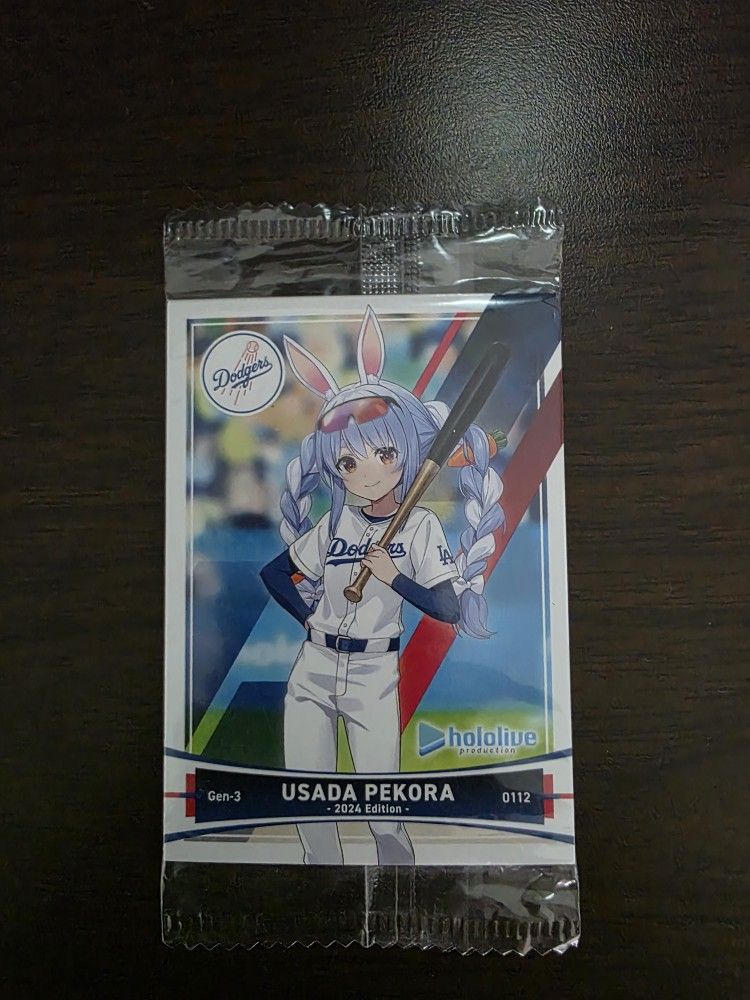 Dodgers
Dodgers
LA
hololive
production
Gen-3
USADA PEKORA
- 2024 Edition -
0112